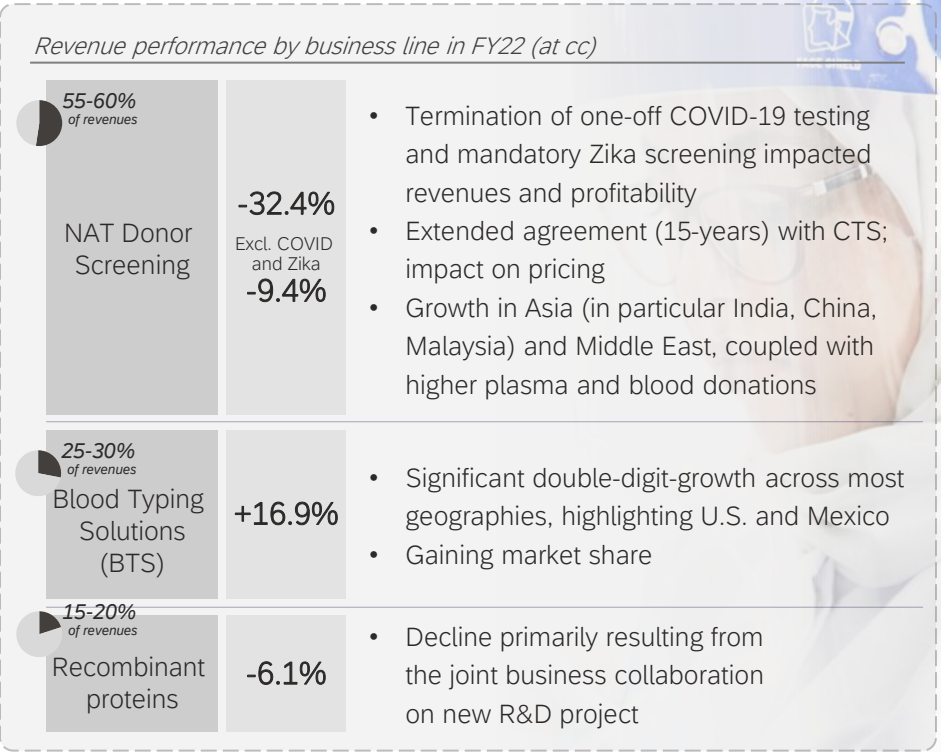 Revenue performance by business line in FY22 (at cc)
55-60%
of revenues
NAT Donor
Screening
-32.4%
Excl. COVID
and Zika
-9.4%
• Termination of one-off COVID-19 testing
and mandatory Zika screening impacted
revenues and profitability
• Extended agreement (15-years) with CTS;
impact on pricing
• Growth in Asia (in particular India, China,
Malaysia) and Middle East, coupled with
higher plasma and blood donations
25-30%
of revenues
Blood Typing
Solutions
(BTS)
+16.9%
• Significant double-digit-growth across most
geographies, highlighting U.S. and Mexico
• Gaining market share
15-20%
of revenues
Recombinant
proteins
-6.1%
• Decline primarily resulting from
the joint business collaboration
on new R&D project